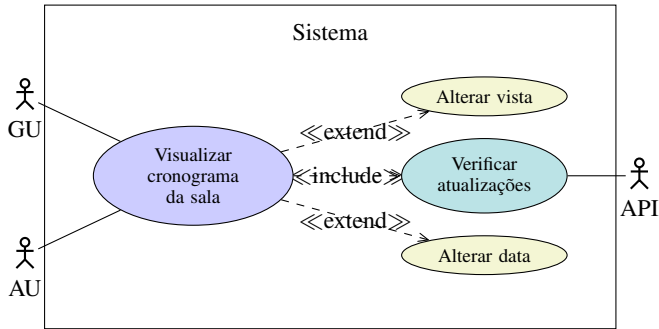 Sistema
GU
Alterar vista
≪extend≫
Visualizar
cronograma
da sala
≪include≫
Verificar
atualizações
API
≪extend≫
Alterar data
AU